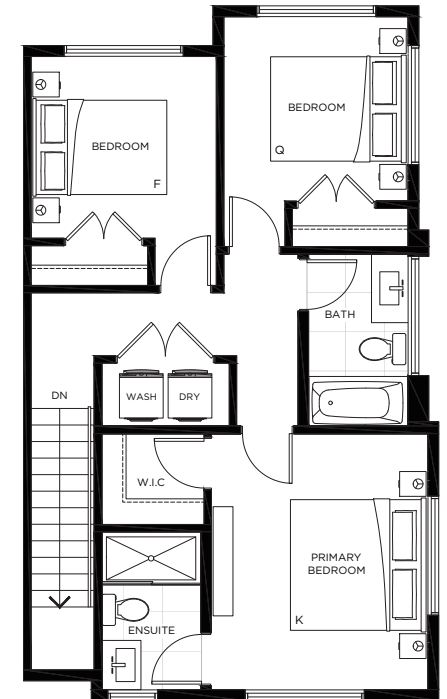 BEDROOM
Q
BEDROOM
F
BATH
DN
WASH
DRY
W.I.C
PRIMARY
BEDROOM
K
ENSUITE